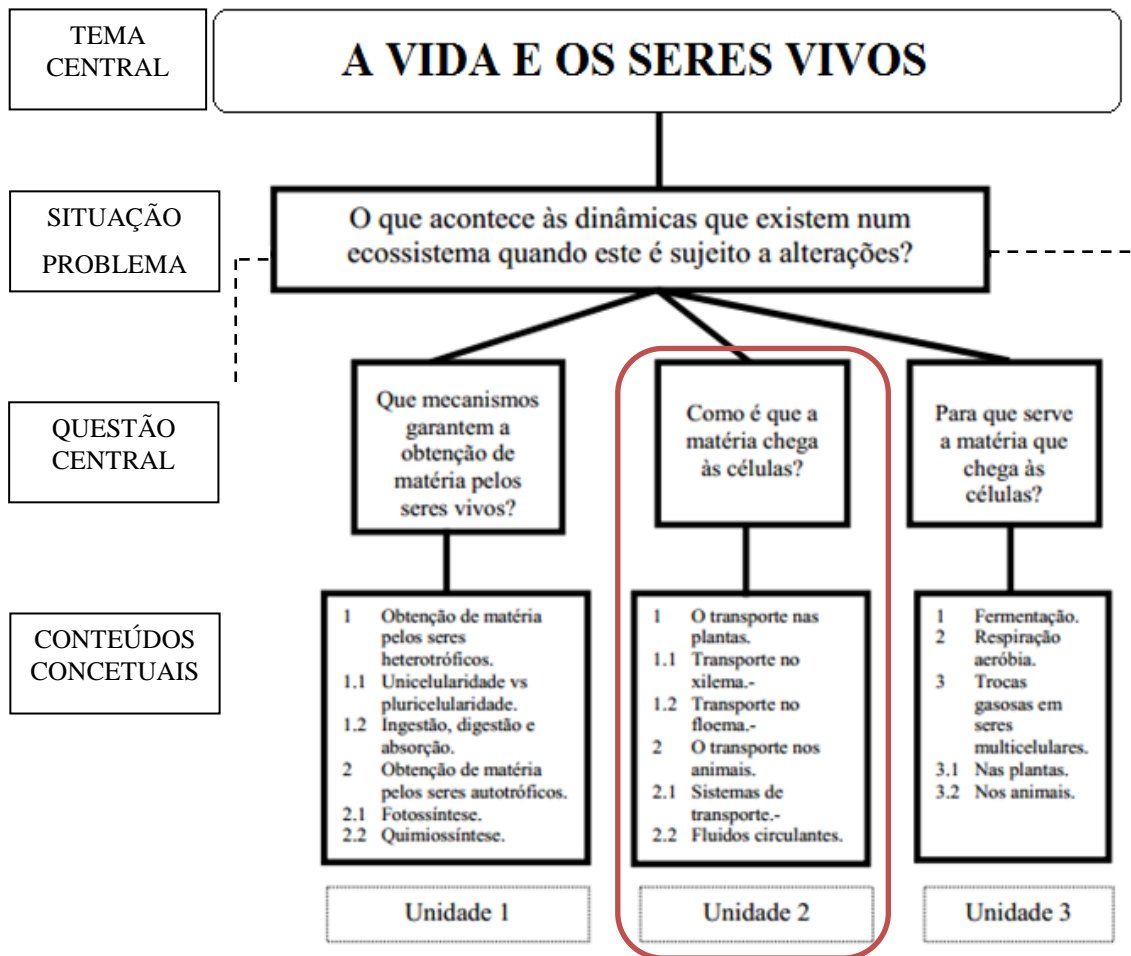 TEMA
CENTRAL
A VIDA E OS SERES VIVOS
SITUAÇÃO
PROBLEMA
O que acontece às dinâmicas que existem num
ecossistema quando este é sujeito a alterações?
QUESTÃO
CENTRAL
Que mecanismos
garantem a
obtenção de
matéria pelos
seres vivos?
Como é que a
matéria chega
às células?
Para que serve
a matéria que
chega às
células?
CONTEÚDOS
CONCETUAIS
1 Obtenção de matéria
pelos seres
heterotróficos.
1.1 Unicelularidade vs
pluricelularidade.
1.2 Ingestão, digestão e
absorção.
2 Obtenção de matéria
pelos seres autotróficos.
2.1 Fotossíntese.
2.2 Quimiossíntese.
1 O transporte nas
plantas.
1.1 Transporte no
xilema.-
1.2 Transporte no
floema.-
2 O transporte nos
animais.
2.1 Sistemas de
transporte.-
2.2 Fluidos circulantes.
1 Fermentação.
2 Respiração
aeróbia.
3 Trocas
gasosas em
seres
multicelulares.
3.1 Nas plantas.
3.2 Nos animais.
Unidade 1
Unidade 2
Unidade 3